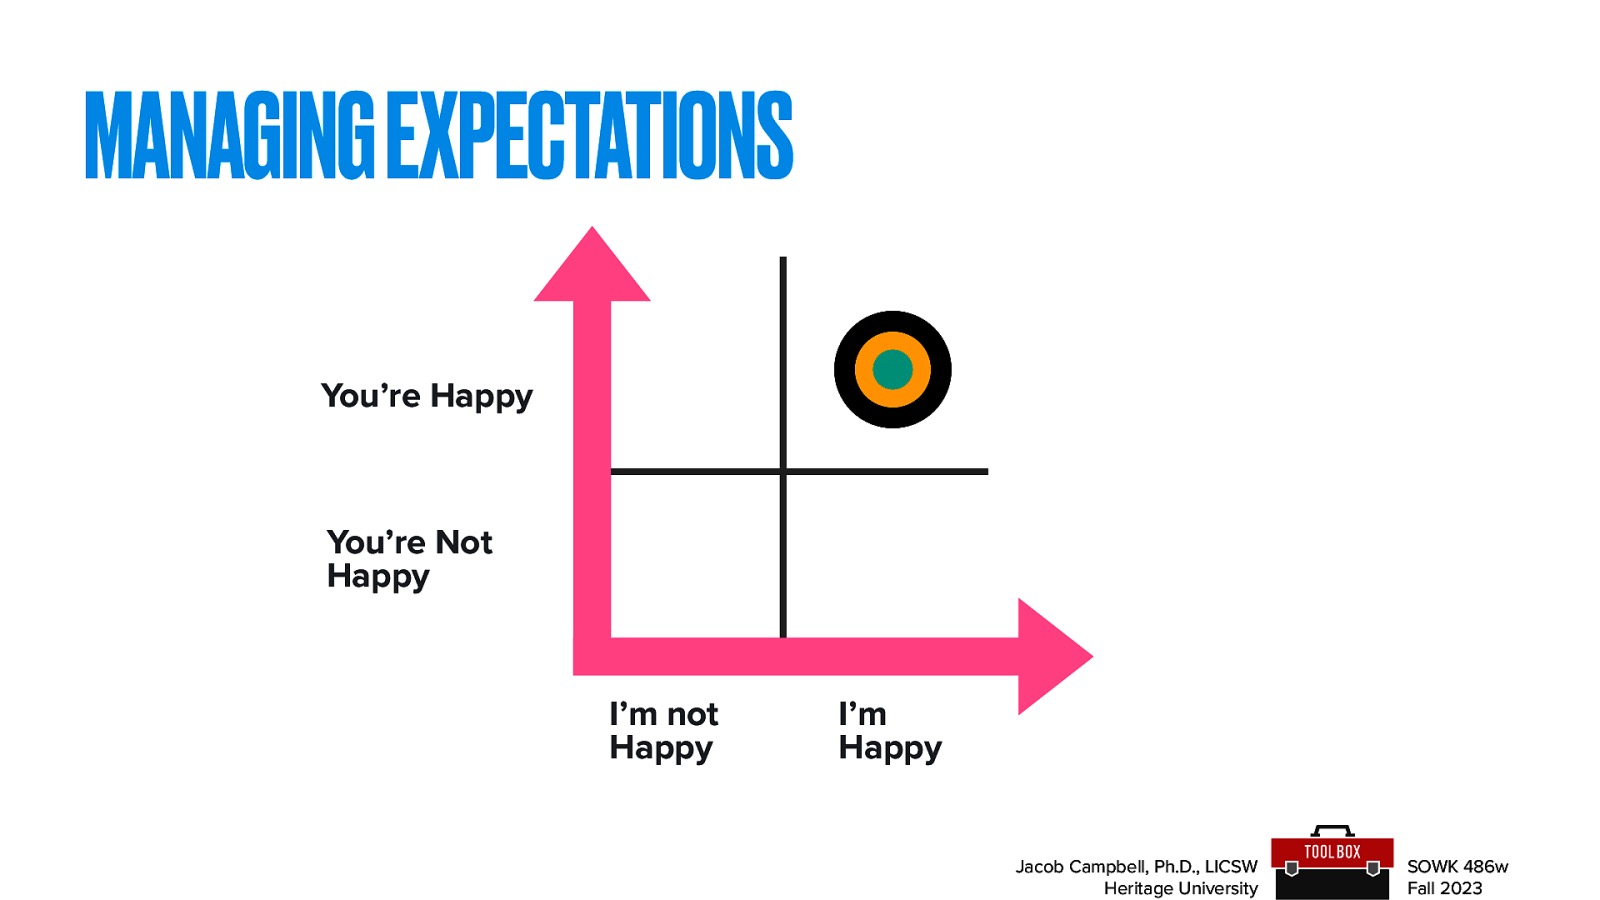 MANAGING EXPECTATIONS
You're Happy
You're Not
Happy
I'm not
Happy
I'm
Happy
Jacob Campbell, Ph.D., LICSW
Heritage University
TOOL BOX
SOWK 486w
Fall 2023